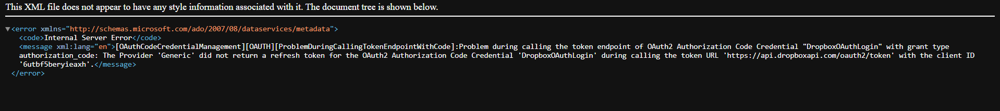 This XML file does not appear to have any style information associated with it. The document tree is shown below.
▼<error xmlns="http://schemas.microsoft.com/ado/2007/08/dataservices/metadata">
<code>Internal Server Error</code>
<message xml:lang="en">[OAuthCodeCredentialManagement][OAUTH][ProblemDuringCallingTokenEndpointWithCode]:Problem during calling the token endpoint of OAuth2 Authorization Code Credential "DropboxOAuthLogin" with grant type
authorization_code: The Provider 'Generic' did not return a refresh token for the OAuth2 Authorization Code Credential 'DropboxOAuthLogin' during calling the token URL 'https://api.dropboxapi.com/oauth2/token' with the client ID
'6utbf5beryieaxh'.</message>
</error>